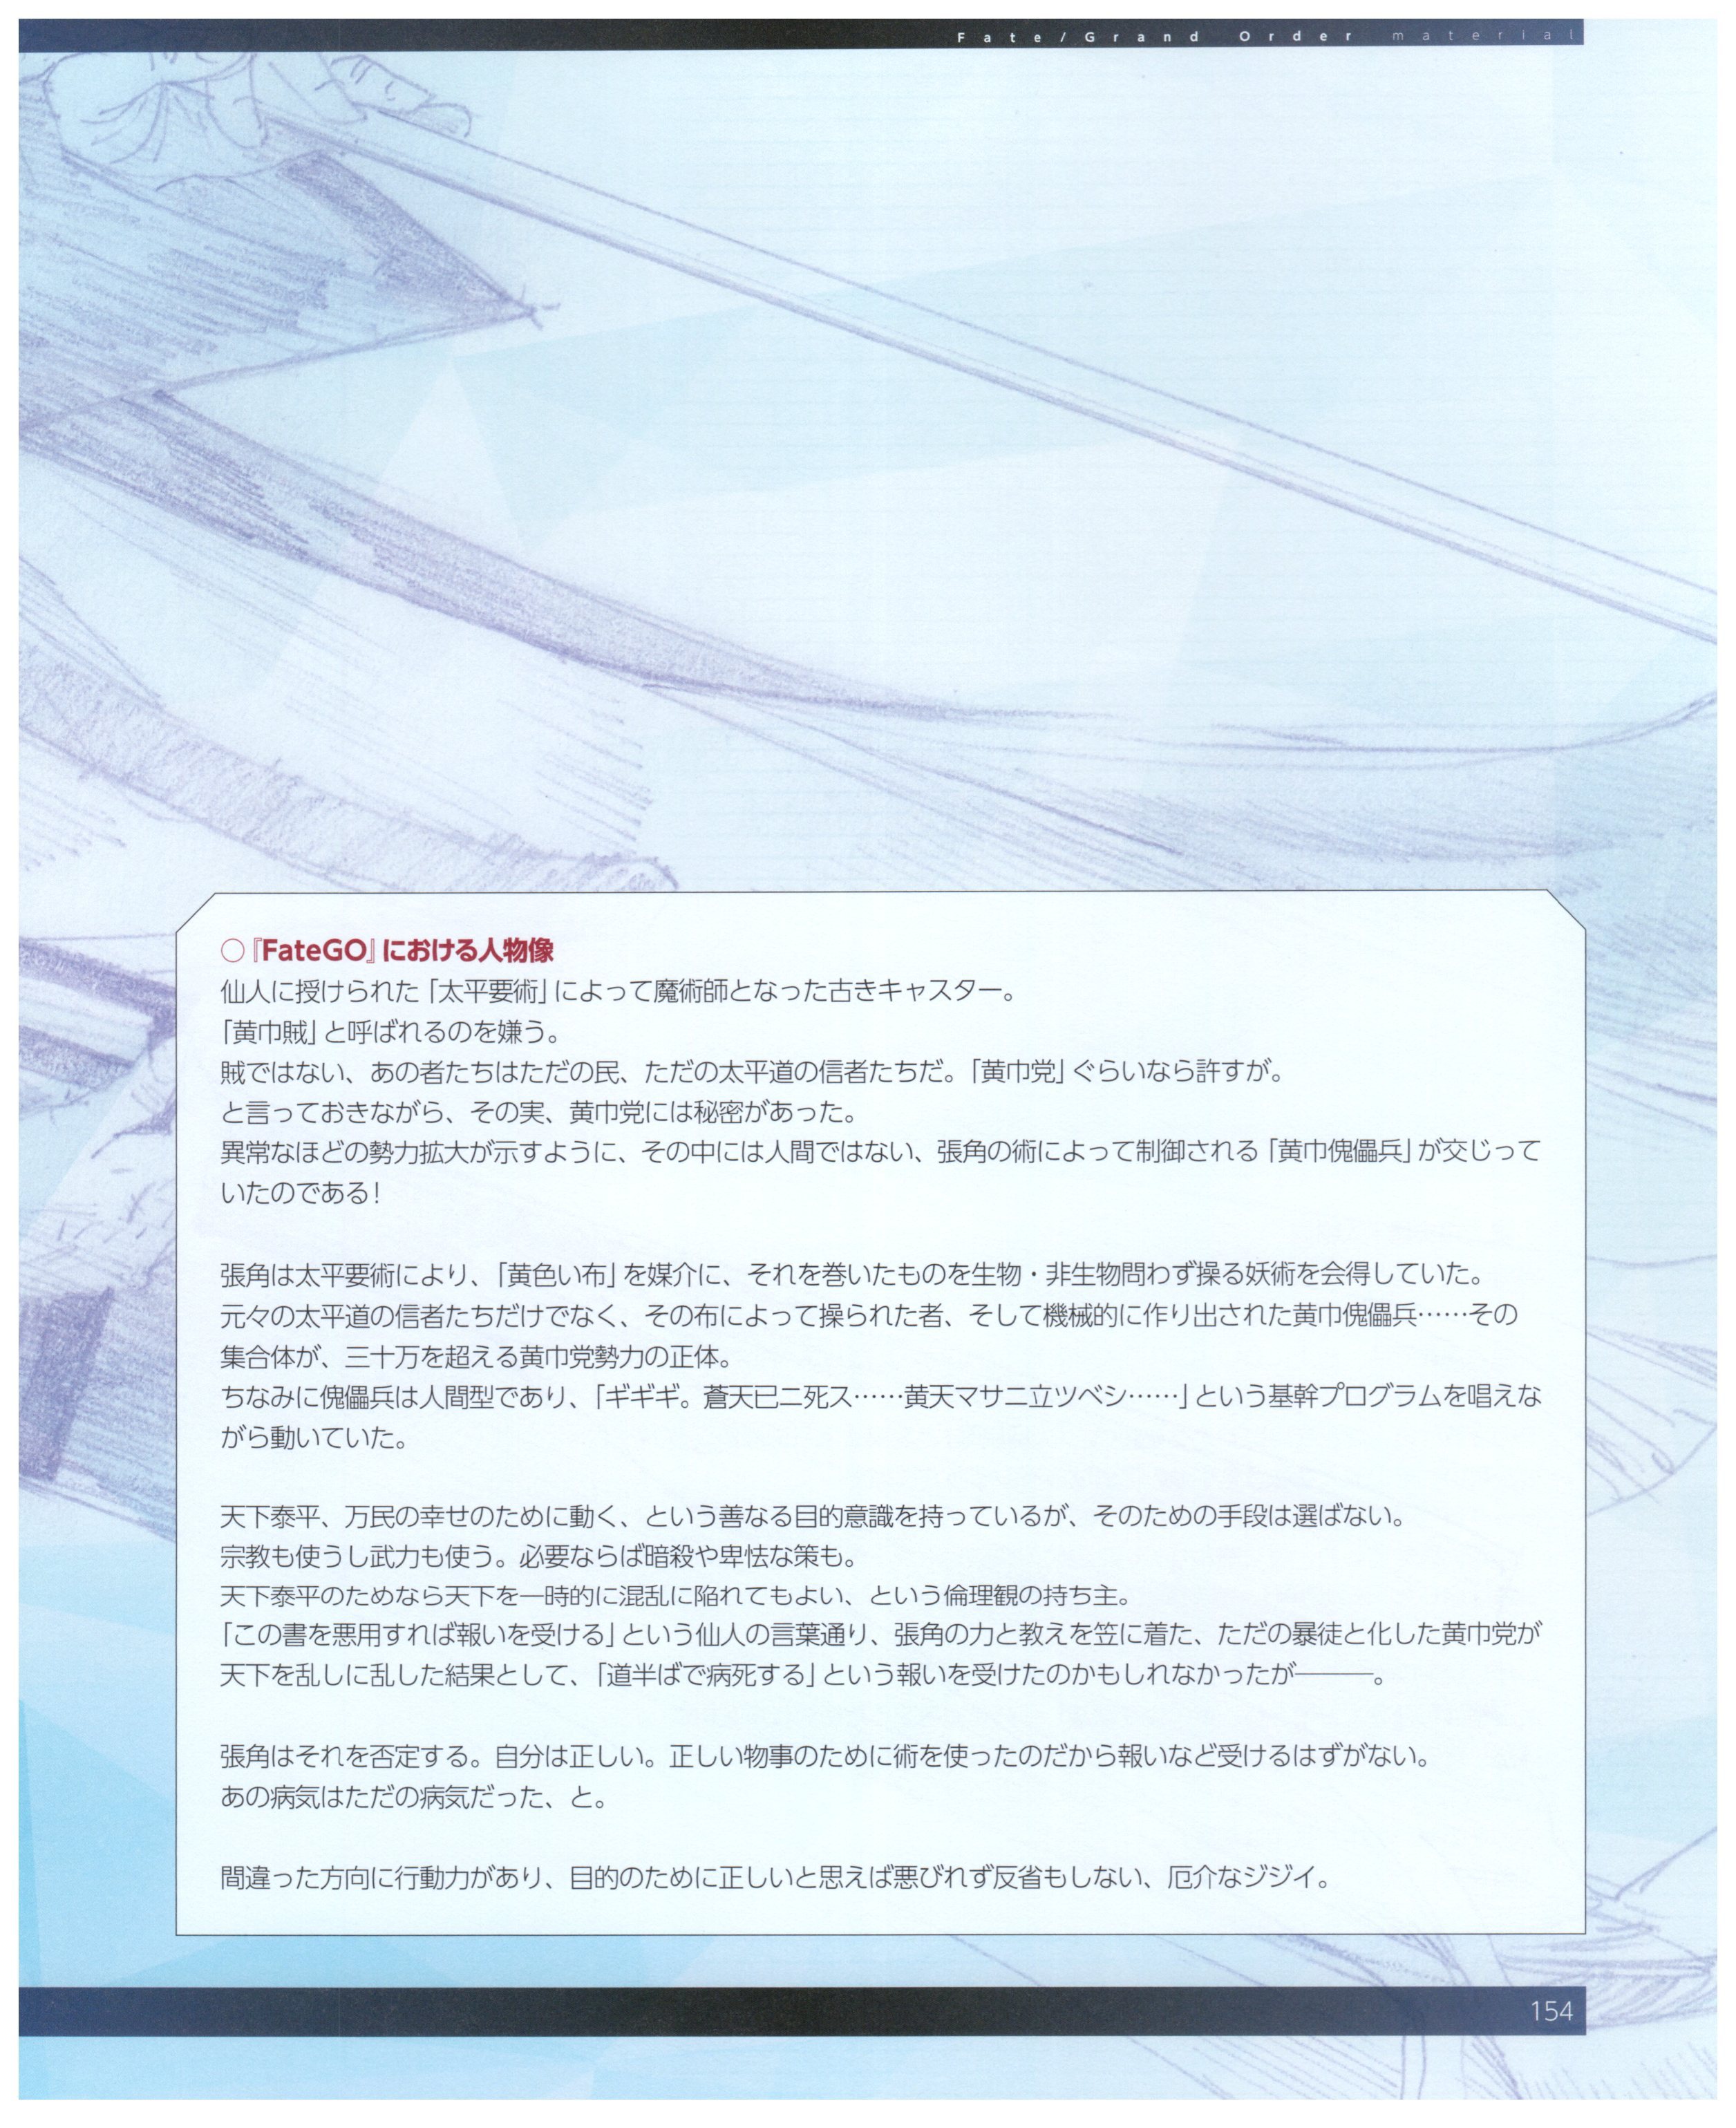 Fate/Grand Order material
○『FateGO』における人物像
仙人に授けられた「太平要術」によって魔術師となった古きキャスター。
「黄巾賊」と呼ばれるのを嫌う。
賊ではない、あの者たちはただの民、ただの太平道の信者たちだ。「黄巾党」ぐらいなら許すが。
と言っておきながら、その実、黄巾党には秘密があった。
異常なほどの勢力拡大が示すように、その中には人間ではない、張角の術によって制御される「黄巾傀儡兵」が交じって
いたのである!
張角は太平要術により、「黄色い布」を媒介に、それを巻いたものを生物・非生物問わず操る妖術を会得していた。
元々の太平道の信者たちだけでなく、その布によって操られた者、そして機械的に作り出された黄巾傀儡兵……その
集合体が、三十万を超える黄巾党勢力の正体。
ちなみに傀儡兵は人間型であり、「ギギギ。蒼天已ニ死ス……黄天マサニ立ツベシ……」という基幹プログラムを唱えな
がら動いていた。
天下泰平、万民の幸せのために動く、という善なる目的意識を持っているが、そのための手段は選ばない。
宗教も使うし武力も使う。必要ならば暗殺や卑怯な策も。
天下泰平のためなら天下を一時的に混乱に陥れてもよい、という倫理観の持ち主。
「この書を悪用すれば報いを受ける」という仙人の言葉通り、張角の力と教えを笠に着た、ただの暴徒と化した黄巾党が
天下を乱しに乱した結果として、「道半ばで病死する」という報いを受けたのかもしれなかったが―――。
張角はそれを否定する。自分は正しい。正しい物事のために術を使ったのだから報いなど受けるはずがない。
あの病気はただの病気だった、と。
間違った方向に行動力があり、目的のために正しいと思えば悪びれず反省もしない、厄介なジジイ。
154